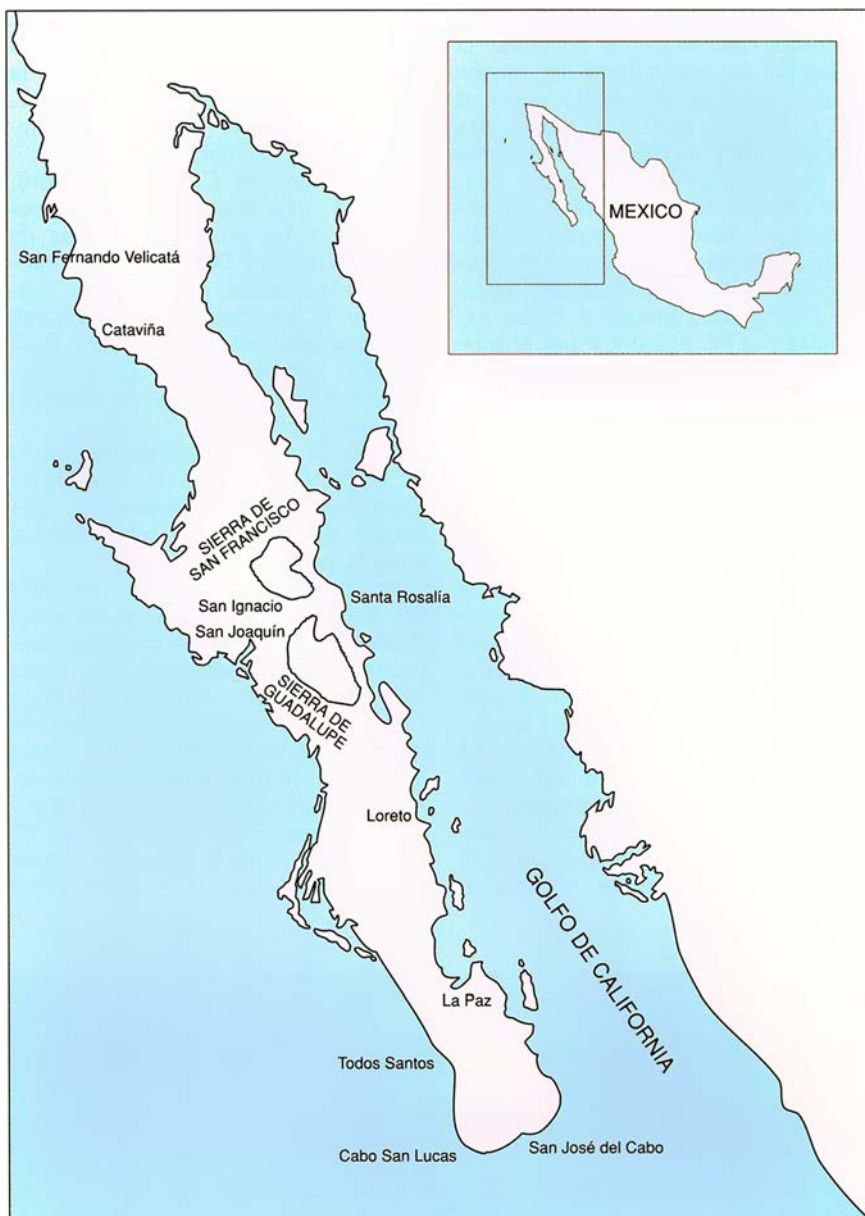 MEXICO
San Fernando Velicatá
Cataviña
SIERRA DE
SAN FRANCISCO
Santa Rosalía
San Ignacio
San Joaquín
SIERRA DE
GUADALUPE
Loreto
GOLFO DE CALIFORNIA
La Paz
Todos Santos
San José del Cabo
Cabo San Lucas